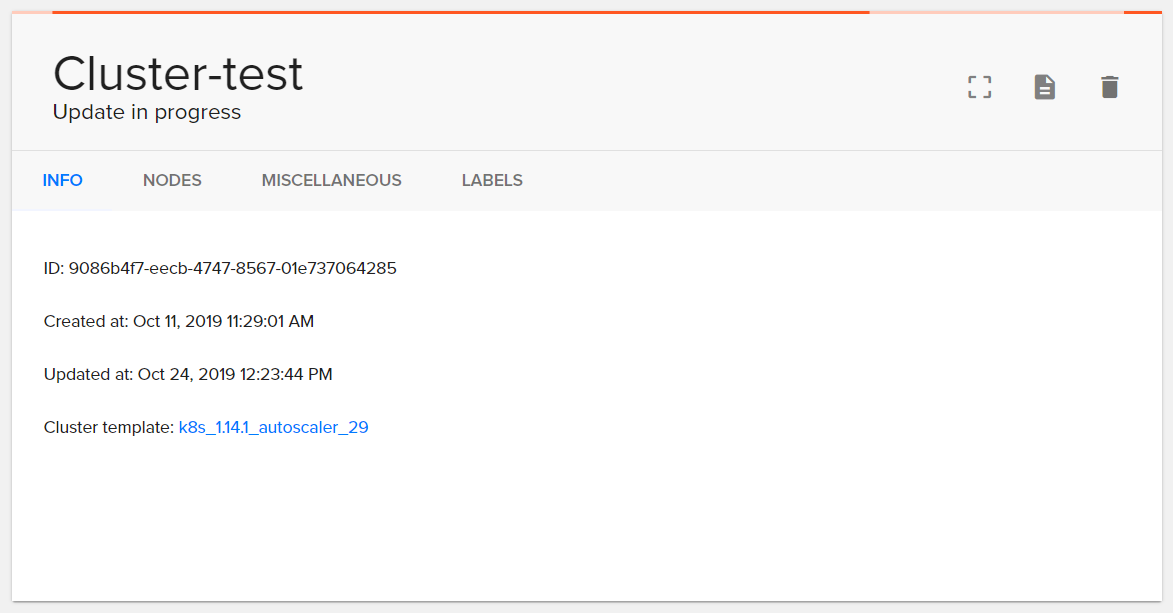 Cluster-test
Update in progress
INFO NODES MISCELLANEOUS LABELS
ID: 9086b4f7-eecb-4747-8567-01e737064285
Created at: Oct 11, 2019 11:29:01 AM
Updated at: Oct 24, 2019 12:23:44 PM
Cluster template: k8s_1.14.1_autoscaler_29